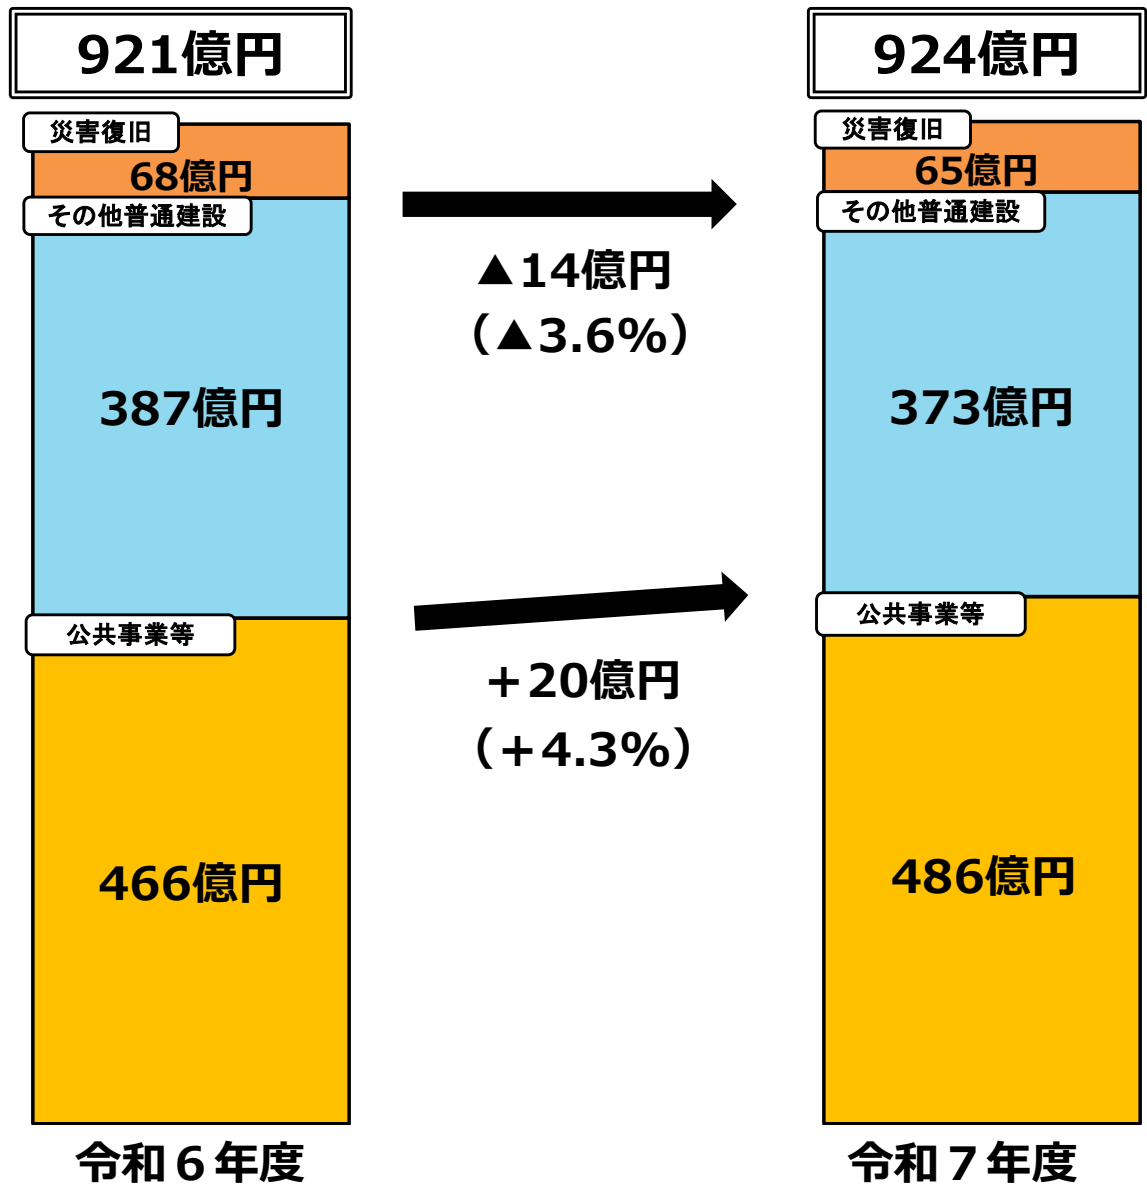 921億円
災害復旧
68億円
その他普通建設
387億円
公共事業等
466億円
令和６年度
▲14億円
（▲3.6%）
＋20億円
（＋4.3%）
924億円
災害復旧
65億円
その他普通建設
373億円
公共事業等
486億円
令和７年度